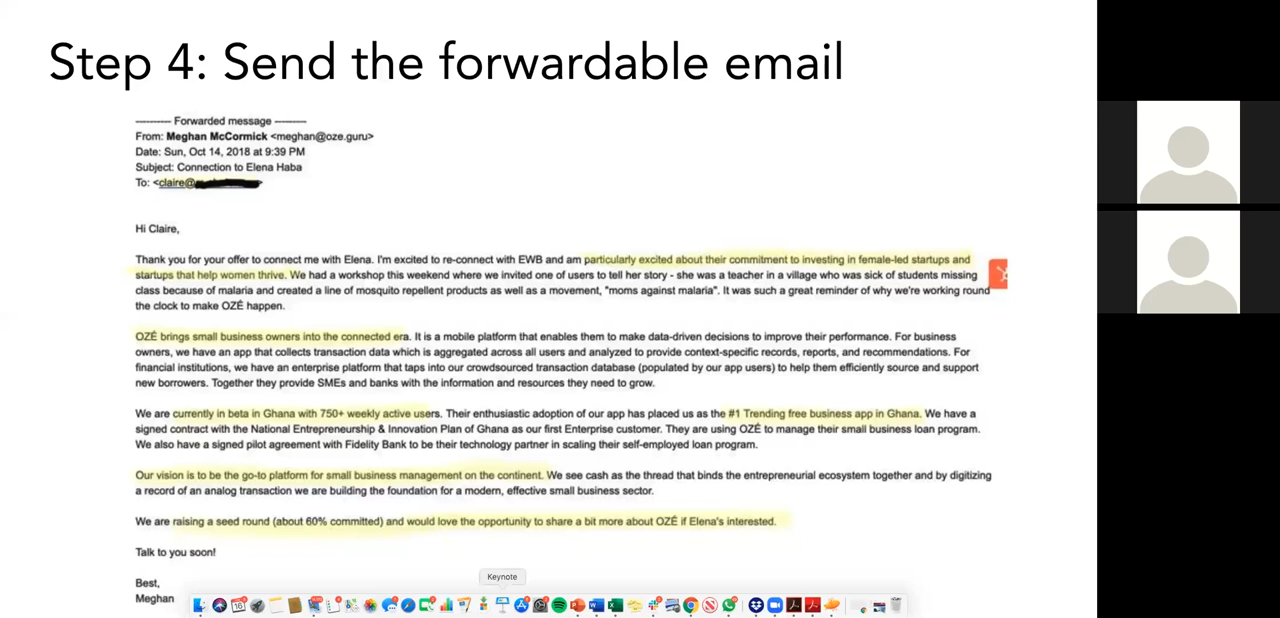 Step 4: Send the forwardable email
---------- Forwarded message ----------
From: Meghan McCormick <meghan@oze.guru>
Date: Sun, Oct 14, 2018 at 9:39 PM
Subject: Connection to Elena Haba
To: <claire@
Hi Claire,
Thank you for your offer to connect me with Elena. I'm excited to re-connect with EWB and am particularly excited about their commitment to investing in female-led startups and
startups that help women thrive. We had a workshop this weekend where we invited one of users to tell her story - she was a teacher in a village who was sick of students missing
class because of malaria and created a line of mosquito repellent products as well as a movement, "moms against malaria". It was such a great reminder of why we're working round
the clock to make OZÉ happen.
OZÉ brings small business owners into the connected era. It is a mobile platform that enables them to make data-driven decisions to improve their performance. For business
owners, we have an app that collects transaction data which is aggregated across all users and analyzed to provide context-specific records, reports, and recommendations. For
financial institutions, we have an enterprise platform that taps into our crowdsourced transaction database (populated by our app users) to help them efficiently source and support
new borrowers. Together they provide SMEs and banks with the information and resources they need to grow.
We are currently in beta in Ghana with 750+ weekly active users. Their enthusiastic adoption of our app has placed us as the #1 Trending free business app in Ghana. We have a
signed contract with the National Entrepreneurship & Innovation Plan of Ghana as our first Enterprise customer. They are using OZÉ to manage their small business loan program.
We also have a signed pilot agreement with Fidelity Bank to be their technology partner in scaling their self-employed loan program.
Our vision is to be the go-to platform for small business management on the continent. We see cash as the thread that binds the entrepreneurial ecosystem together and by digitizing
a record of an analog transaction we are building the foundation for a modern, effective small business sector.
We are raising a seed round (about 60% committed) and would love the opportunity to share a bit more about OZÉ if Elena's interested.
Talk to you soon!
Best,
Meghan
Keynote
16